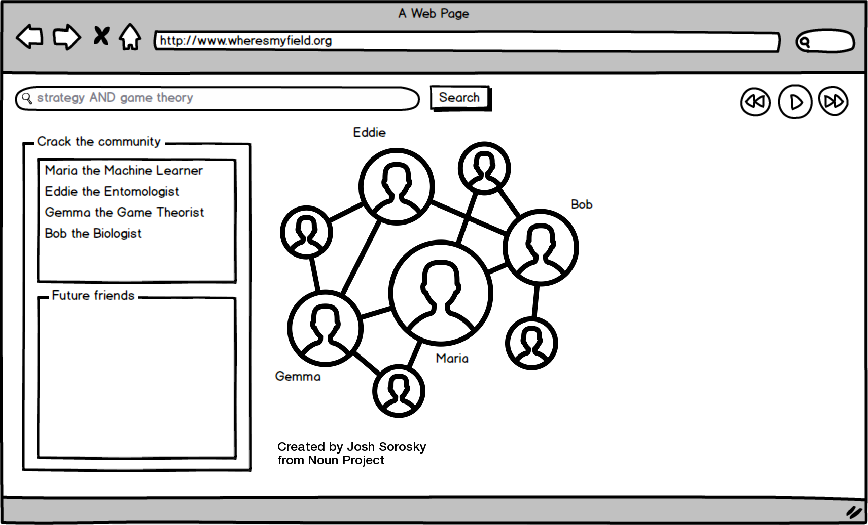 A Web Page
http://www.wheresmyfield.org
strategy AND game theory
Search
Crack the community
Maria the Machine Learner
Eddie the Entomologist
Gemma the Game Theorist
Bob the Biologist
Future friends
Eddie
Bob
Maria
Gemma
Created by Josh Sorosky
from Noun Project